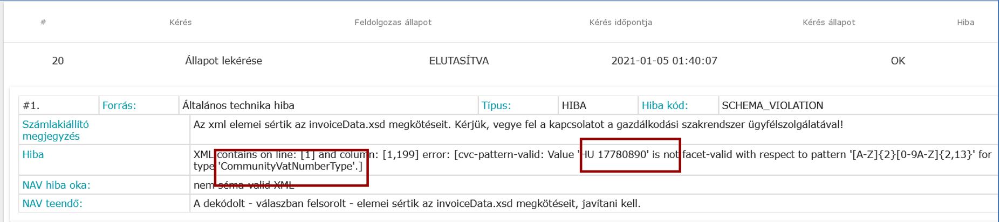 # Kérés Feldolgozas állapot Kérés időpontja Kérés állapot Hiba
20 Állapot lekérése ELUTASÍTVA 2021-01-05 01:40:07 OK
#1. Forrás: Általános technika hiba Típus: HIBA Hiba kód: SCHEMA_VIOLATION
Számlakiállító megjegyzés Az xml elemei sértik az invoiceData.xsd megkötéseit. Kérjük, vegye fel a kapcsolatot a gazdálkodási szakrendszer ügyfélszolgálatával!
Hiba XML contains on line: [1] and column: [1,199] error: [cvc-pattern-valid: Value 'HU 17780890' is not facet-valid with respect to pattern '[A-Z]{2}[0-9A-Z]{2,13}' for
type 'CommunityVatNumberType'.]
NAV hiba oka: nem séma-valid XML
NAV teendő: A dekódolt - válaszban felsorolt - elemei sértik az invoiceData.xsd megkötéseit, javítani kell.